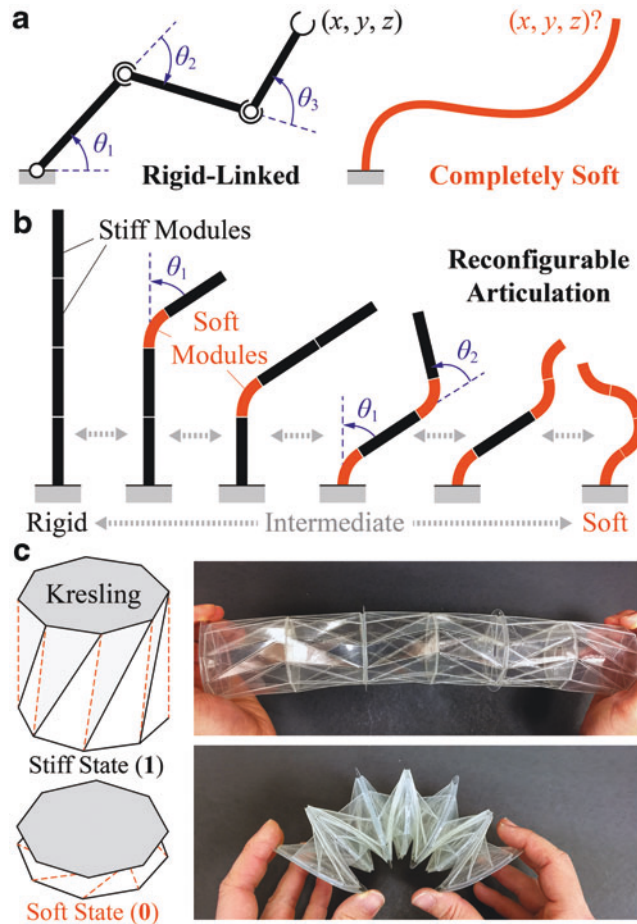 a
(x, y, z)
(x, y, z)?
θ₂
θ₁
θ₃
Rigid-Linked
Completely Soft
b
Stiff Modules
θ₁
Soft
Modules
Reconfigurable
Articulation
θ₂
θ₁
Rigid
Intermediate
Soft
c
Kresling
Stiff State (1)
Soft State (0)